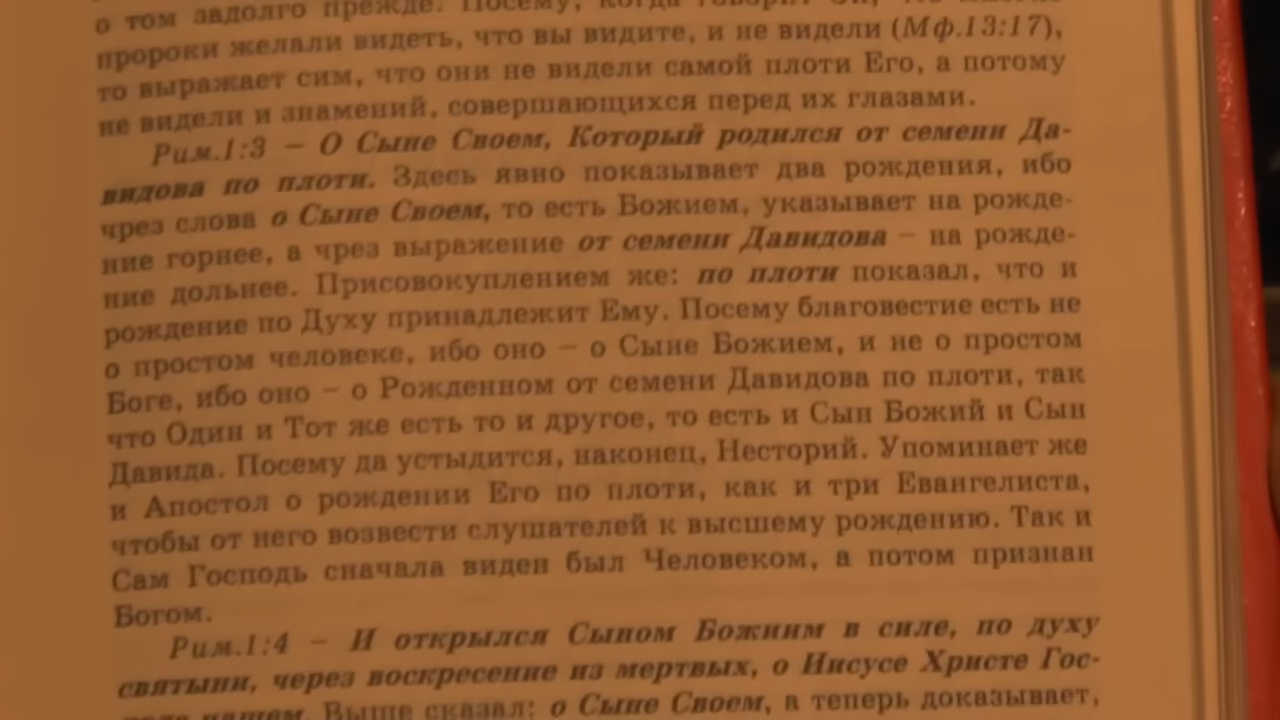 о том задолго прежде. Посему, когда говорит Он,
пророки желали видеть, что вы видите, и не видели (Мф.13:17),
то выражает сим, что они не видели самой плоти Его, а потому
не видели и знамений, совершающихся перед их глазами.
Рим.1:3 – О Сыне Своем, Который родился от семени Да-
видова по плоти. Здесь явно показывает два рождения, ибо
чрез слова о Сыне Своем, то есть Божием, указывает на рожде-
ние горнее, а чрез выражение от семени Давидова – на рожде-
ние дольнее. Присовокуплением же: по плоти показал, что и
рождение по Духу принадлежит Ему. Посему благовестие есть не
о простом человеке, ибо оно – о Сыне Божием, и не о простом
Боге, ибо оно – о Рожденном от семени Давидова по плоти, так
что Один и Тот же есть то и другое, то есть и Сын Божий и Сын
Давида. Посему да устыдится, наконец, Несторий. Упоминает же
и Апостол о рождении Его по плоти, как и три Евангелиста,
чтобы от него возвести слушателей к высшему рождению. Так и
Сам Господь сначала виден был Человеком, а потом признан
Богом.
Рим.1:4 – И открылся Сыном Божиим в силе, по духу
святыни, через воскресение из мертвых, о Иисусе Христе Гос-
нашем. Выше сказал: о Сыне Своем, а теперь доказывает,